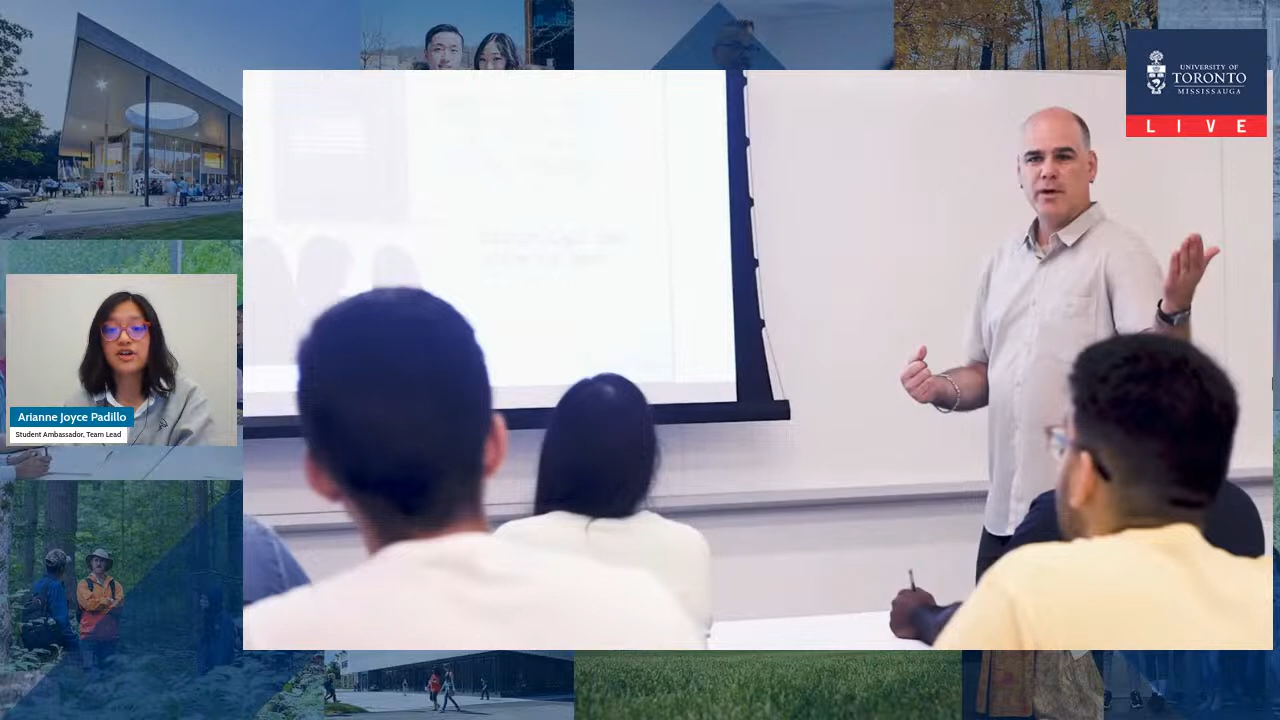 UNIVERSITY OF
TORONTO
MISSISSAUGA
LIVE
Arianne Joyce Padillo
Student Ambassador, Team Lead